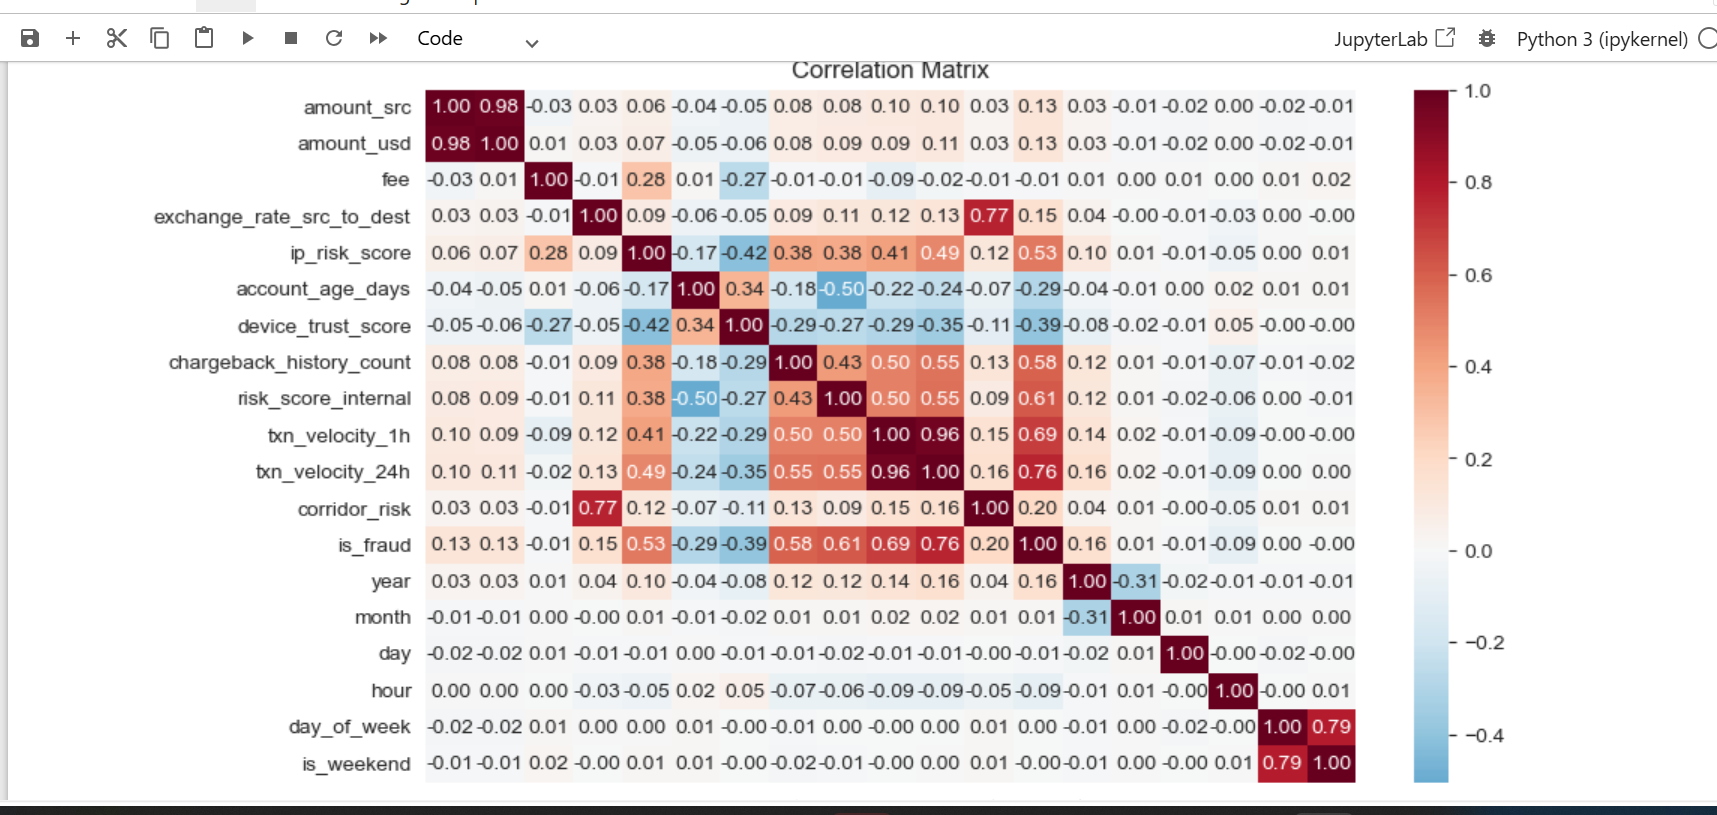 Code
JupyterLab
Python 3 (ipykernel)
Correlation Matrix
amount_src 1.00 0.98 -0.03 0.03 0.06 -0.04 -0.05 0.08 0.08 0.10 0.10 0.03 0.13 0.03 -0.01 -0.02 0.00 -0.02 -0.01
amount_usd 0.98 1.00 0.01 0.03 0.07 -0.05 -0.06 0.08 0.09 0.09 0.11 0.03 0.13 0.03 -0.01 -0.02 0.00 -0.02 -0.01
fee -0.03 0.01 1.00 -0.01 0.28 0.01 -0.27 -0.01 -0.01 -0.09 -0.02 -0.01 -0.01 0.01 0.00 0.01 0.00 0.01 0.02
exchange_rate_src_to_dest 0.03 0.03 -0.01 1.00 0.09 -0.06 -0.05 0.09 0.11 0.12 0.13 0.77 0.15 0.04 -0.00 -0.01 -0.03 0.00 -0.00
ip_risk_score 0.06 0.07 0.28 0.09 1.00 -0.17 -0.42 0.38 0.38 0.41 0.49 0.12 0.53 0.10 0.01 -0.01 -0.05 0.00 0.01
account_age_days -0.04 -0.05 0.01 -0.06 -0.17 1.00 0.34 -0.18 -0.50 -0.22 -0.24 -0.07 -0.29 -0.04 -0.01 0.00 0.02 0.01 0.01
device_trust_score -0.05 -0.06 -0.27 -0.05 -0.42 0.34 1.00 -0.29 -0.27 -0.29 -0.35 -0.11 -0.39 -0.08 -0.02 -0.01 0.05 -0.00 -0.00
chargeback_history_count 0.08 0.08 -0.01 0.09 0.38 -0.18 -0.29 1.00 0.43 0.50 0.55 0.13 0.58 0.12 0.01 -0.01 -0.07 -0.01 -0.02
risk_score_internal 0.08 0.09 -0.01 0.11 0.38 -0.50 -0.27 0.43 1.00 0.50 0.55 0.09 0.61 0.12 0.01 -0.02 -0.06 0.00 -0.01
txn_velocity_1h 0.10 0.09 -0.09 0.12 0.41 -0.22 -0.29 0.50 0.50 1.00 0.96 0.15 0.69 0.14 0.02 -0.01 -0.09 -0.00 -0.00
txn_velocity_24h 0.10 0.11 -0.02 0.13 0.49 -0.24 -0.35 0.55 0.55 0.96 1.00 0.16 0.76 0.16 0.02 -0.01 -0.09 0.00 0.00
corridor_risk 0.03 0.03 -0.01 0.77 0.12 -0.07 -0.11 0.13 0.09 0.15 0.16 1.00 0.20 0.04 0.01 -0.00 -0.05 0.01 0.01
is_fraud 0.13 0.13 -0.01 0.15 0.53 -0.29 -0.39 0.58 0.61 0.69 0.76 0.20 1.00 0.16 0.01 -0.01 -0.09 0.00 -0.00
year 0.03 0.03 0.01 0.04 0.10 -0.04 -0.08 0.12 0.12 0.14 0.16 0.04 0.16 1.00 -0.31 -0.02 -0.01 -0.01 -0.01
month -0.01 -0.01 0.00 -0.00 0.01 -0.01 -0.02 0.01 0.01 0.02 0.02 0.01 0.01 -0.31 1.00 0.01 0.01 0.00 0.00
day -0.02 -0.02 0.01 -0.01 -0.01 0.00 -0.01 -0.01 -0.02 -0.01 -0.01 -0.00 -0.01 -0.02 0.01 1.00 -0.00 -0.02 -0.00
hour 0.00 0.00 0.00 -0.03 -0.05 0.02 0.05 -0.07 -0.06 -0.09 -0.09 -0.05 -0.09 -0.01 0.01 -0.00 1.00 -0.00 0.01
day_of_week -0.02 -0.02 0.01 0.00 0.00 0.01 -0.00 -0.01 0.00 -0.00 0.00 0.01 0.00 -0.01 0.00 -0.02 -0.00 1.00 0.79
is_weekend -0.01 -0.01 0.02 -0.00 0.01 0.01 -0.00 -0.02 -0.01 -0.00 0.00 0.01 -0.00 -0.01 0.00 -0.00 0.01 0.79 1.00
1.0
0.8
0.6
0.4
0.2
0.0
−0.2
−0.4